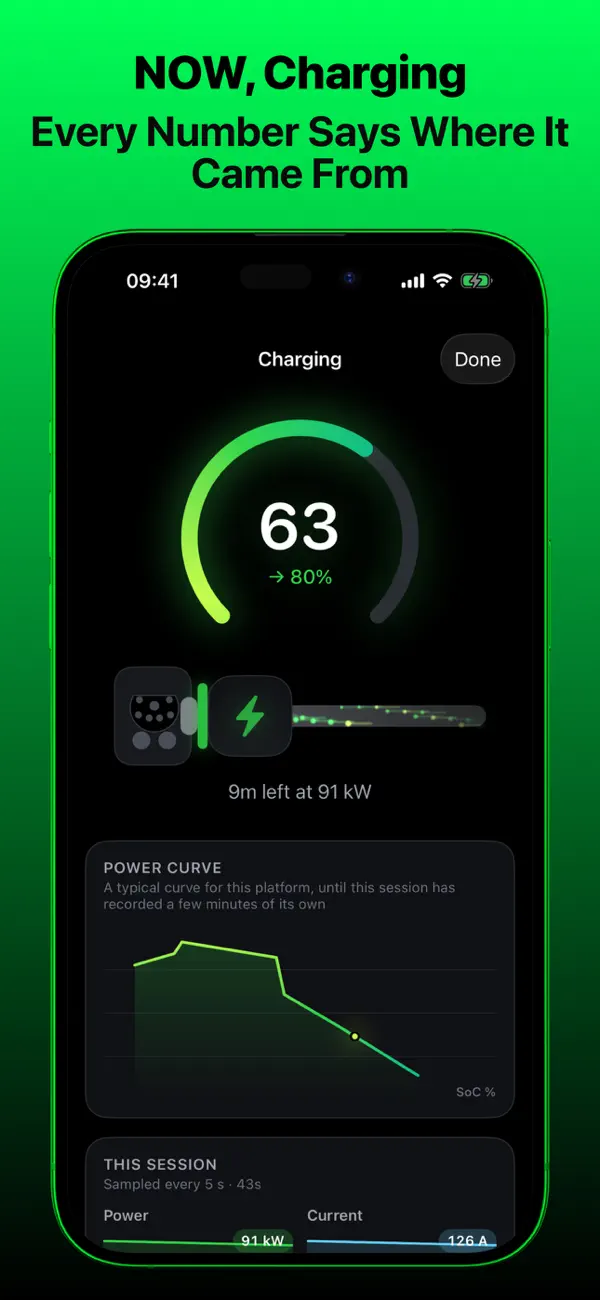 NOW, Charging
Every Number Says Where It
Came From
09:41
Charging
Done
63
→ 80%
9m left at 91 kW
POWER CURVE
A typical curve for this platform, until this session has
recorded a few minutes of its own
SoC %
THIS SESSION
Sampled every 5 s · 43s
Power
Current
91 kW
126 A